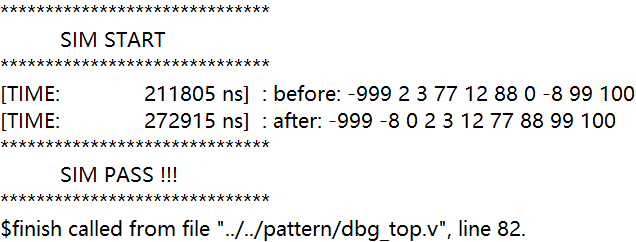 ******************************
SIM START
******************************
[TIME: 211805 ns] : before: -999 2 3 77 12 88 0 -8 99 100
[TIME: 272915 ns] : after: -999 -8 0 2 3 12 77 88 99 100
******************************
SIM PASS !!!
******************************
$finish called from file "../../pattern/dbg_top.v", line 82.